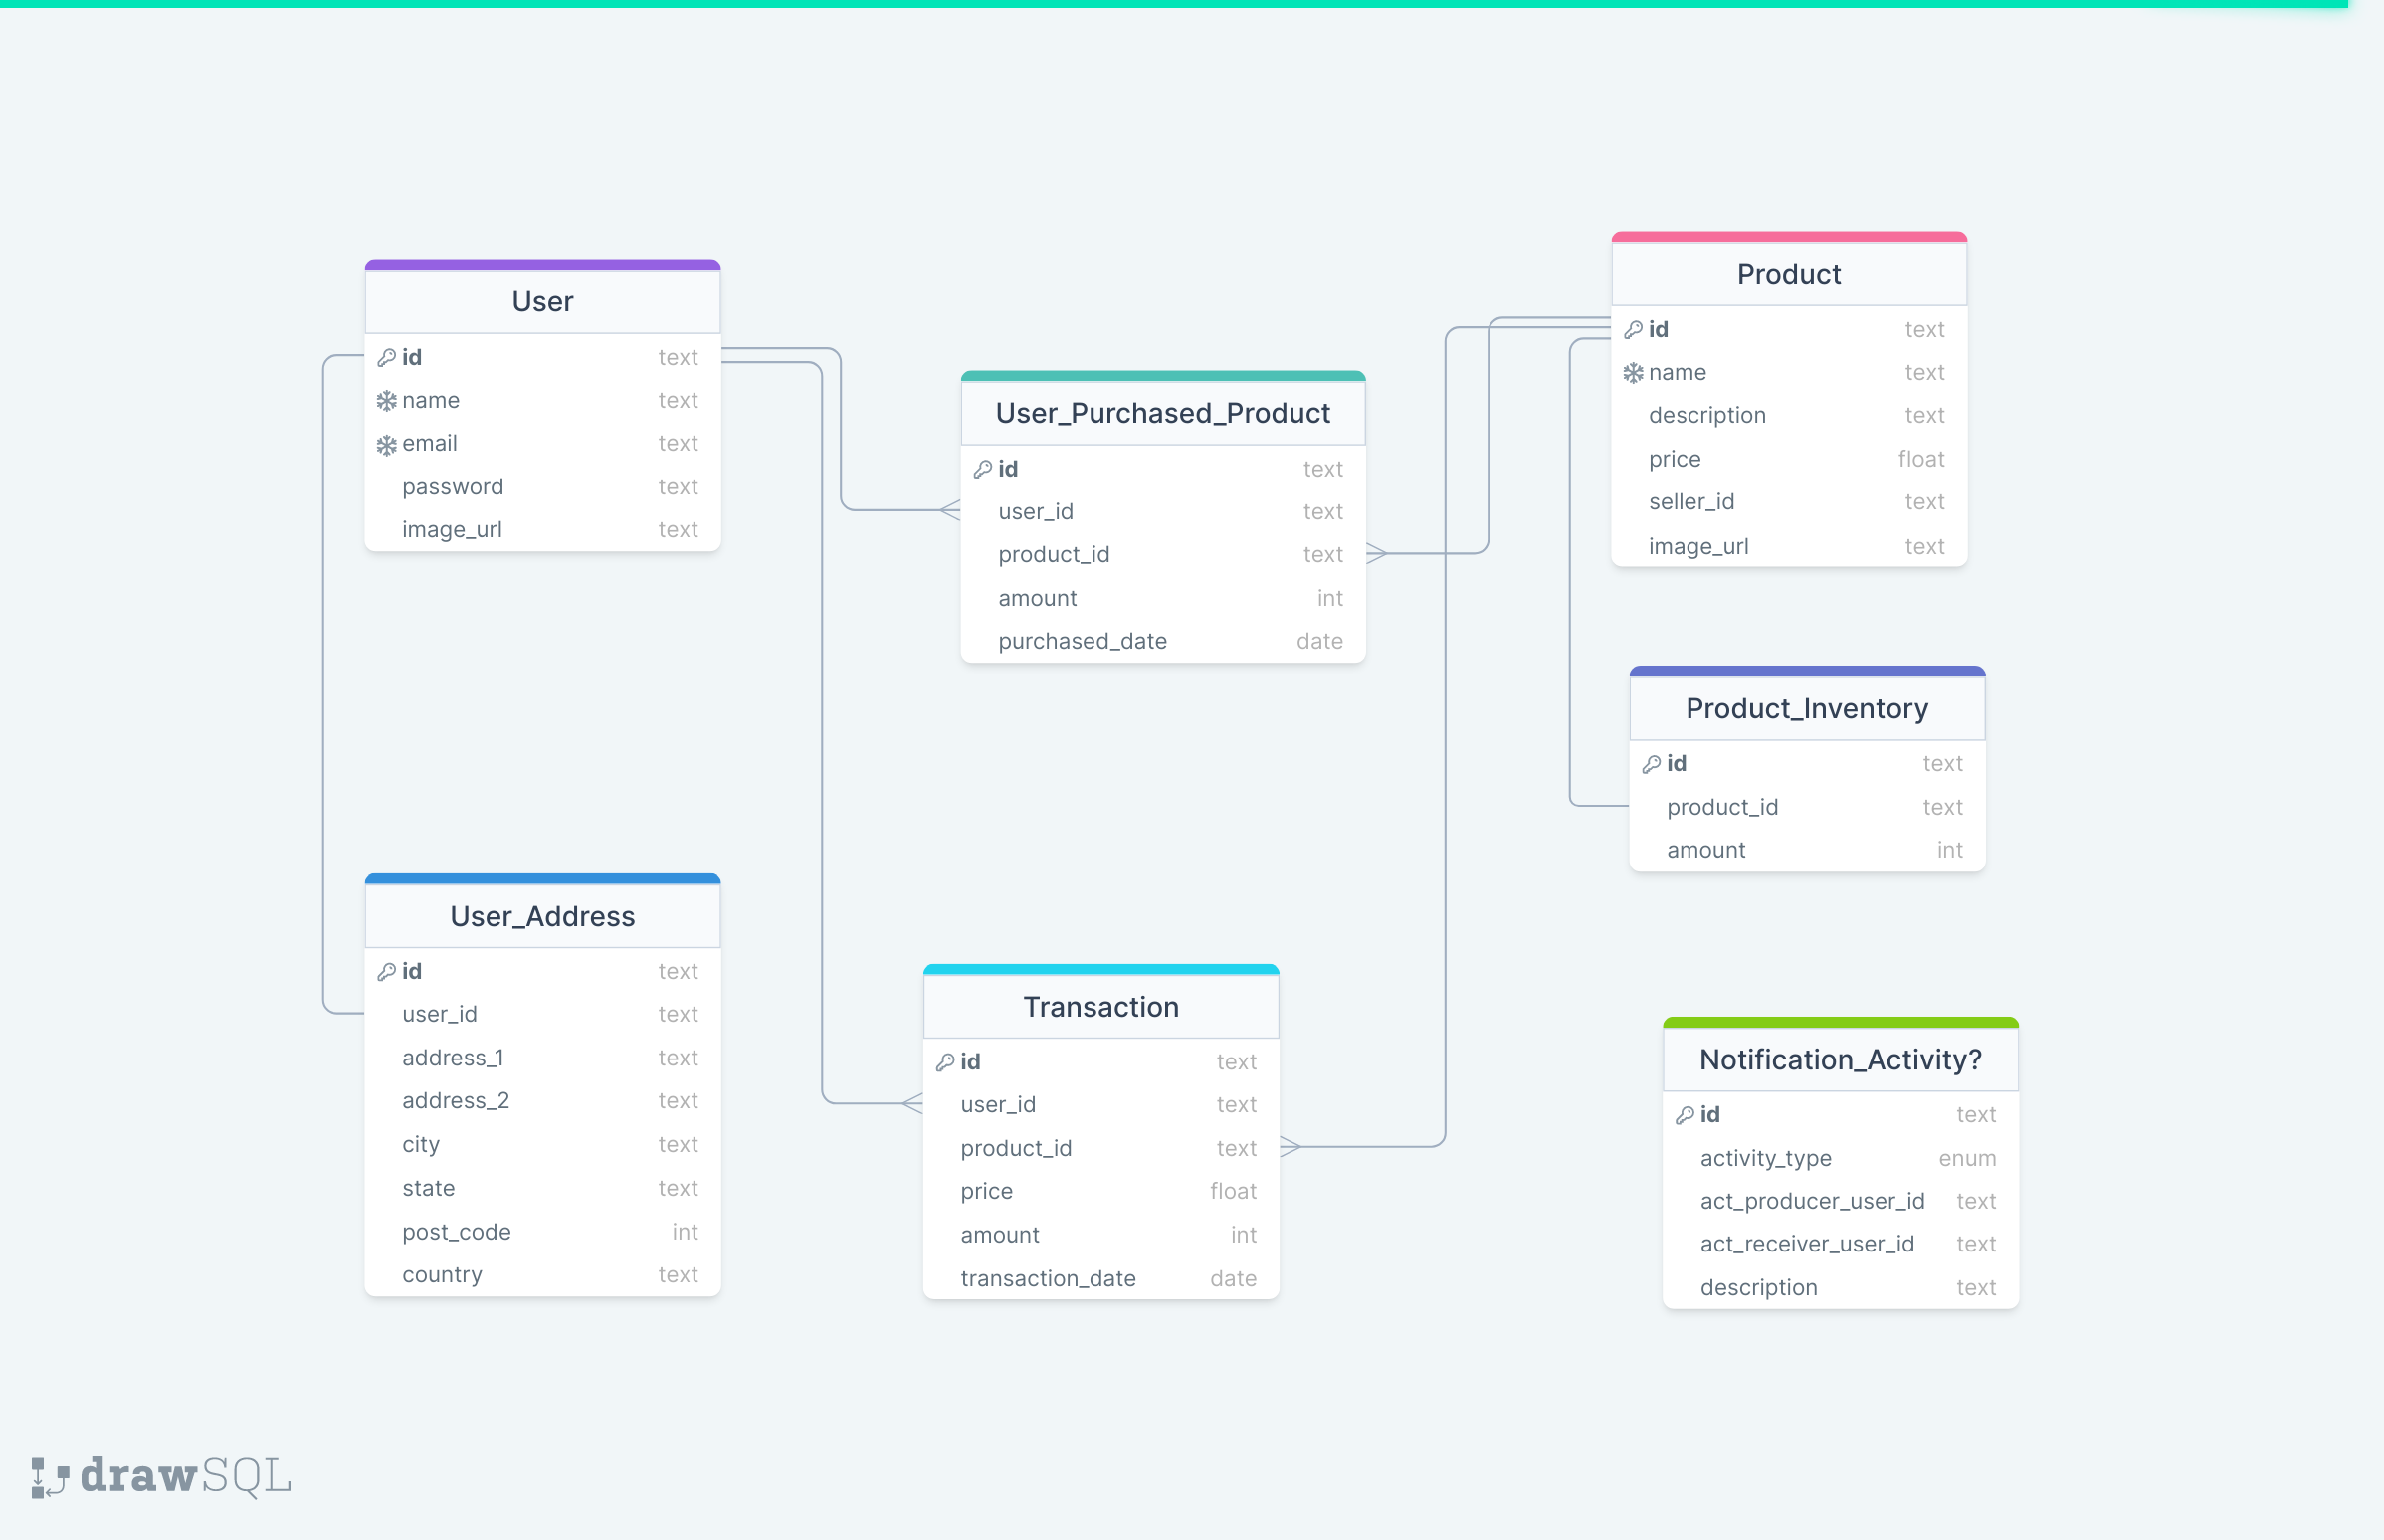 User
id text
name text
email text
password text
image_url text
User_Purchased_Product
id text
user_id text
product_id text
amount int
purchased_date date
Product
id text
name text
description text
price float
seller_id text
image_url text
Product_Inventory
id text
product_id text
amount int
User_Address
id text
user_id text
address_1 text
address_2 text
city text
state text
post_code int
country text
Transaction
id text
user_id text
product_id text
price float
amount int
transaction_date date
Notification_Activity?
id text
activity_type enum
act_producer_user_id text
act_receiver_user_id text
description text
drawSQL